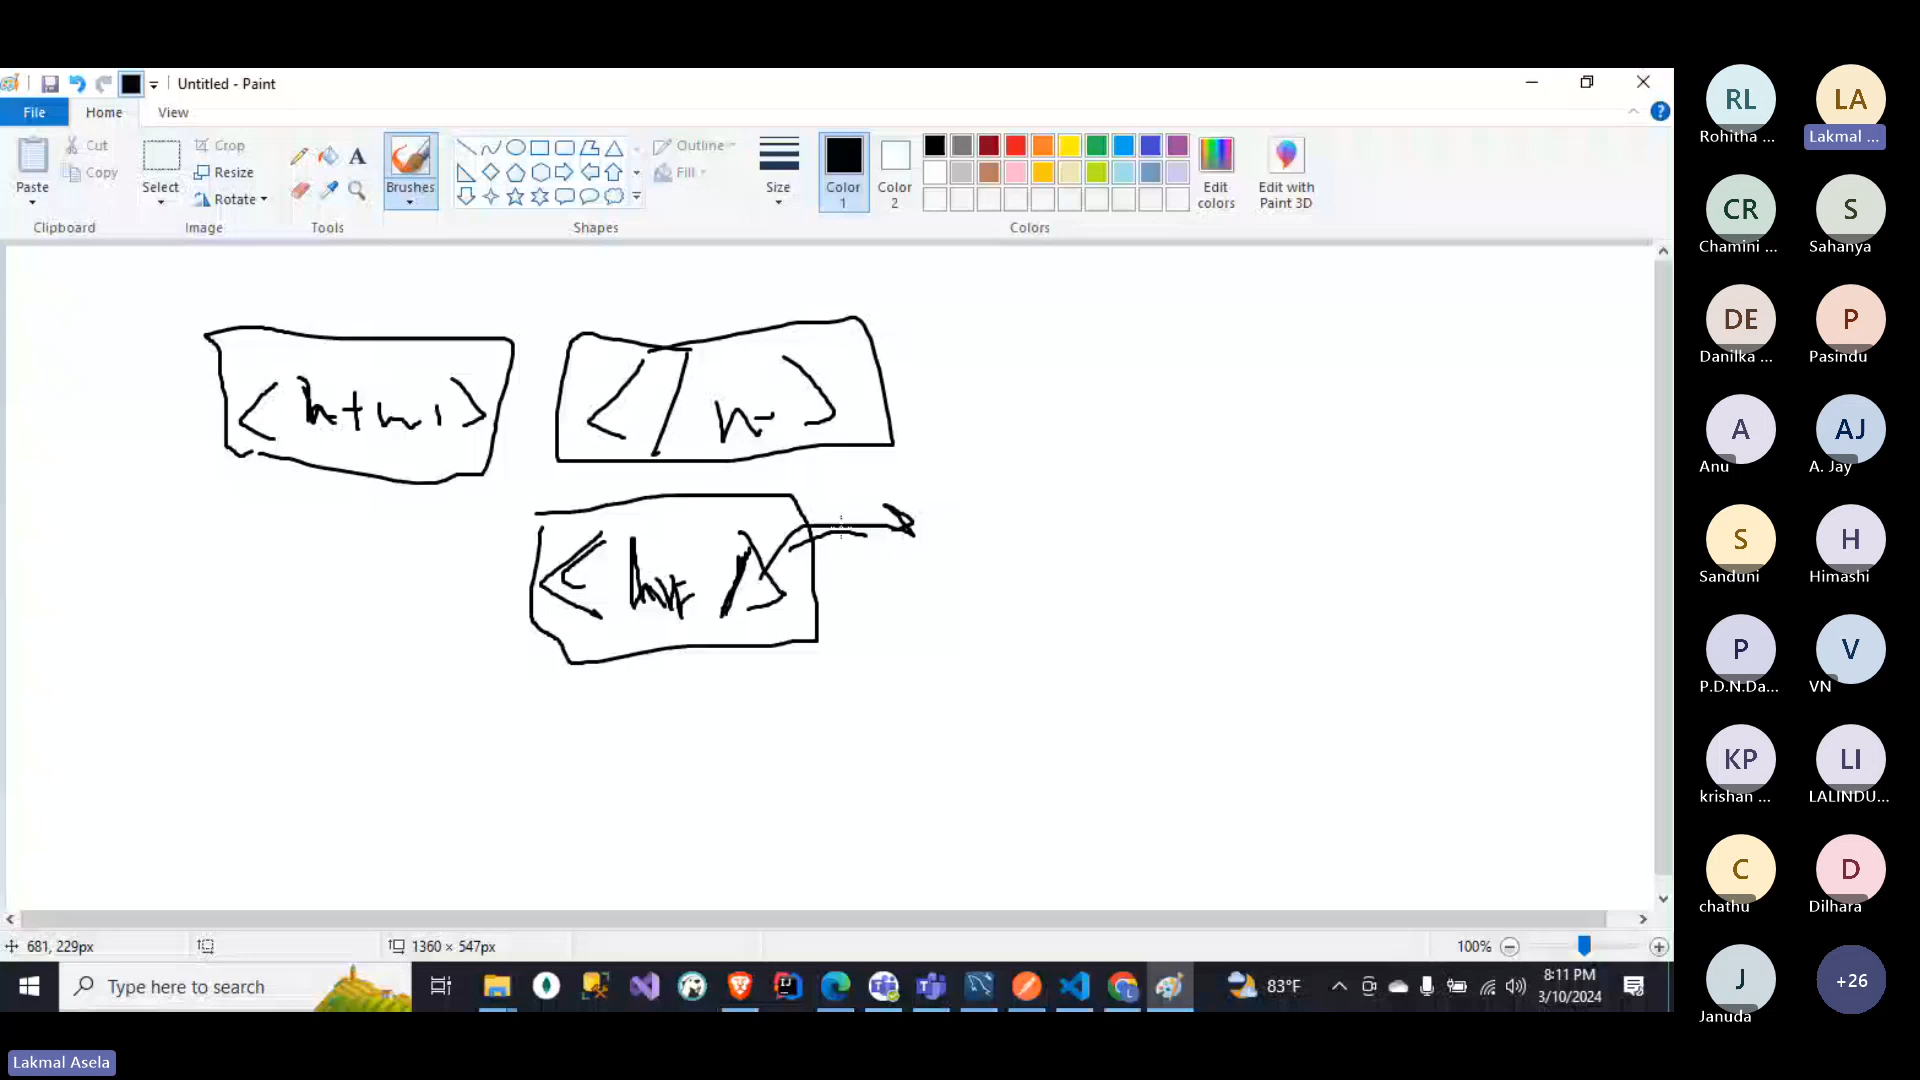 Untitled - Paint
File Home View
Cut
Copy
Paste
Clipboard
Select
Crop
Resize
Rotate
Image
Tools
Brushes
Outline
Fill
Shapes
Size
Color 1
Color 2
Edit colors
Edit with Paint 3D
Colors
< html >
</ h >
< hr />
681, 229px
1360 × 547px
100%
Type here to search
83°F
8:11 PM
3/10/2024
RL
Rohitha ...
LA
Lakmal ...
CR
Chamini ...
S
Sahanya
DE
Danilka ...
P
Pasindu
A
Anu
AJ
A. Jay
S
Sanduni
H
Himashi
P
P.D.N.Da...
V
VN
KP
krishan ...
LI
LALINDU...
C
chathu
D
Dilhara
J
Januda
+26
Lakmal Asela